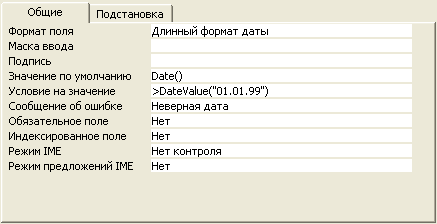 Общие Подстановка
Формат поля Длинный формат даты
Маска ввода
Подпись
Значение по умолчанию Date()
Условие на значение >DateValue("01.01.99")
Сообщение об ошибке Неверная дата
Обязательное поле Нет
Индексированное поле Нет
Режим IME Нет контроля
Режим предложений IME Нет